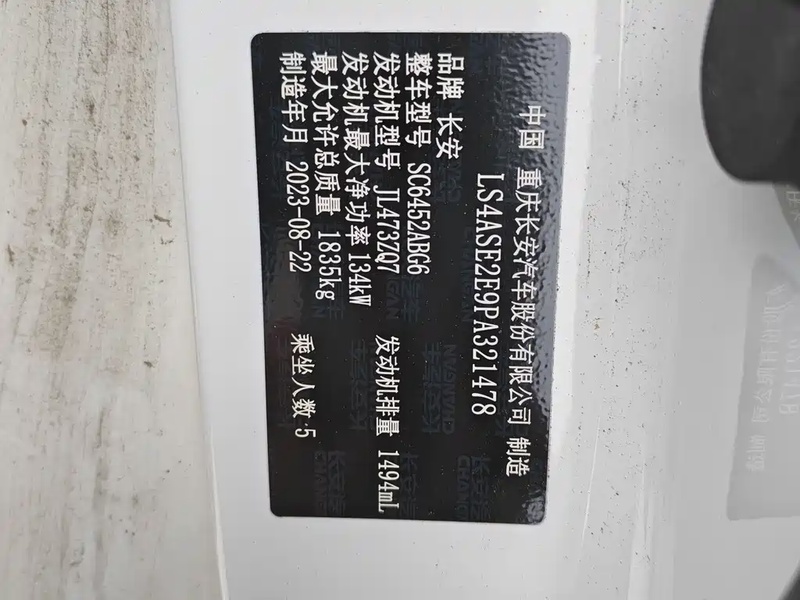 中国 重庆长安汽车股份有限公司 制造
LS4ASE2E9PA321478
品牌 长安
整车型号 SC6452ABG6
发动机型号 JL473ZQ7 发动机排量 1494mL
发动机最大净功率 134kW
最大允许总质量 1835kg
制造年月 2023-08-22 乘坐人数:5